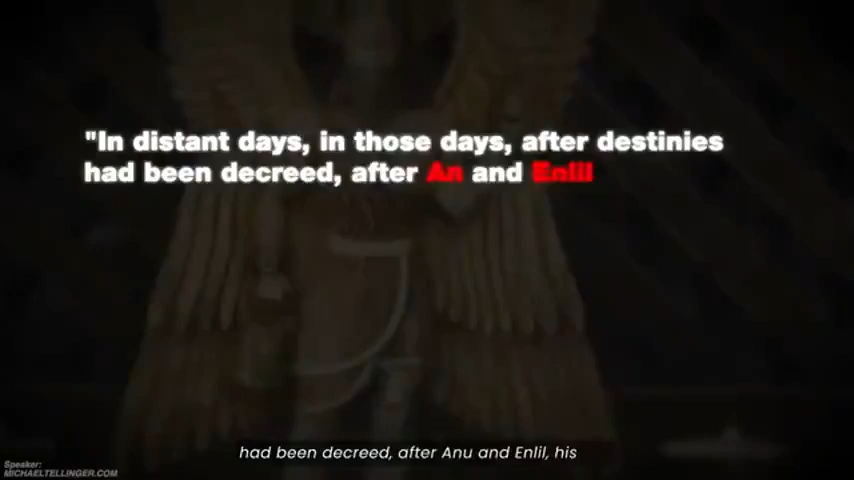 "In distant days, in those days, after destinies
had been decreed, after An and Enlil
had been decreed, after Anu and Enlil, his
Speaker:
MICHAELTELLINGER.COM